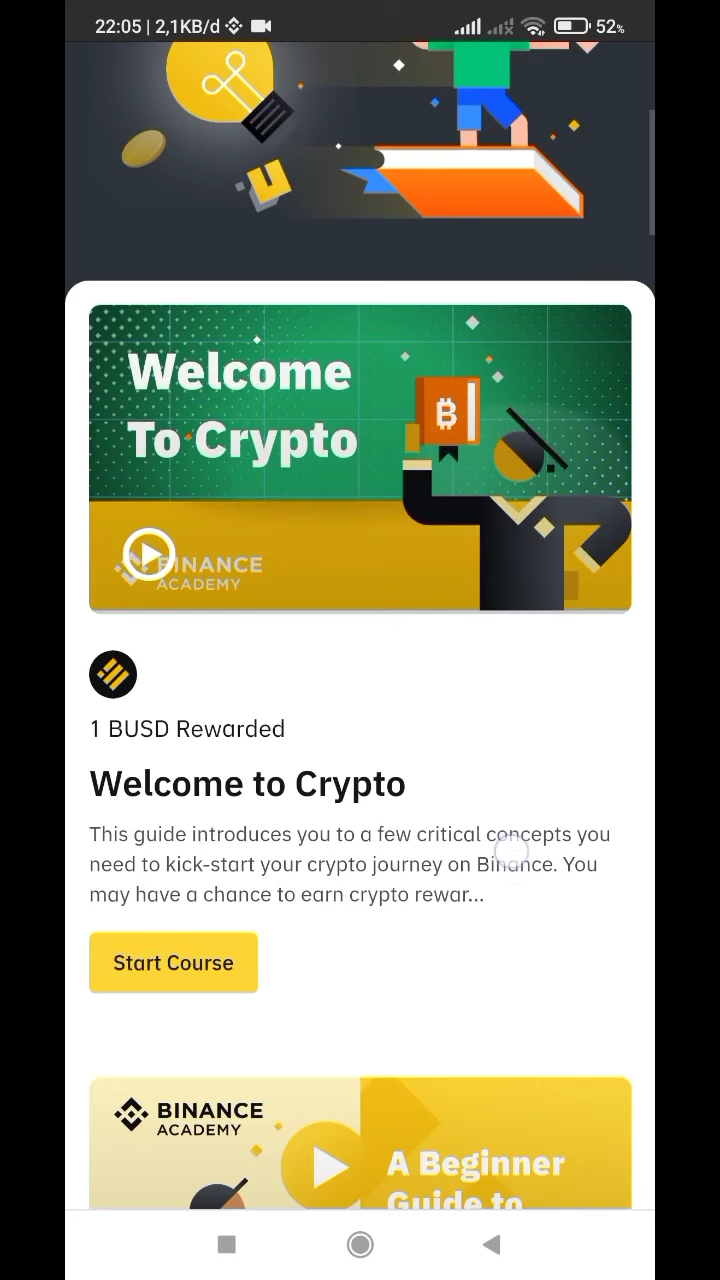 22:05 | 2,1KB/d 52%
Welcome
To Crypto
BINANCE
ACADEMY
1 BUSD Rewarded
Welcome to Crypto
This guide introduces you to a few critical concepts you
need to kick-start your crypto journey on Binance. You
may have a chance to earn crypto rewar...
Start Course
BINANCE
ACADEMY
A Beginner
Guide to